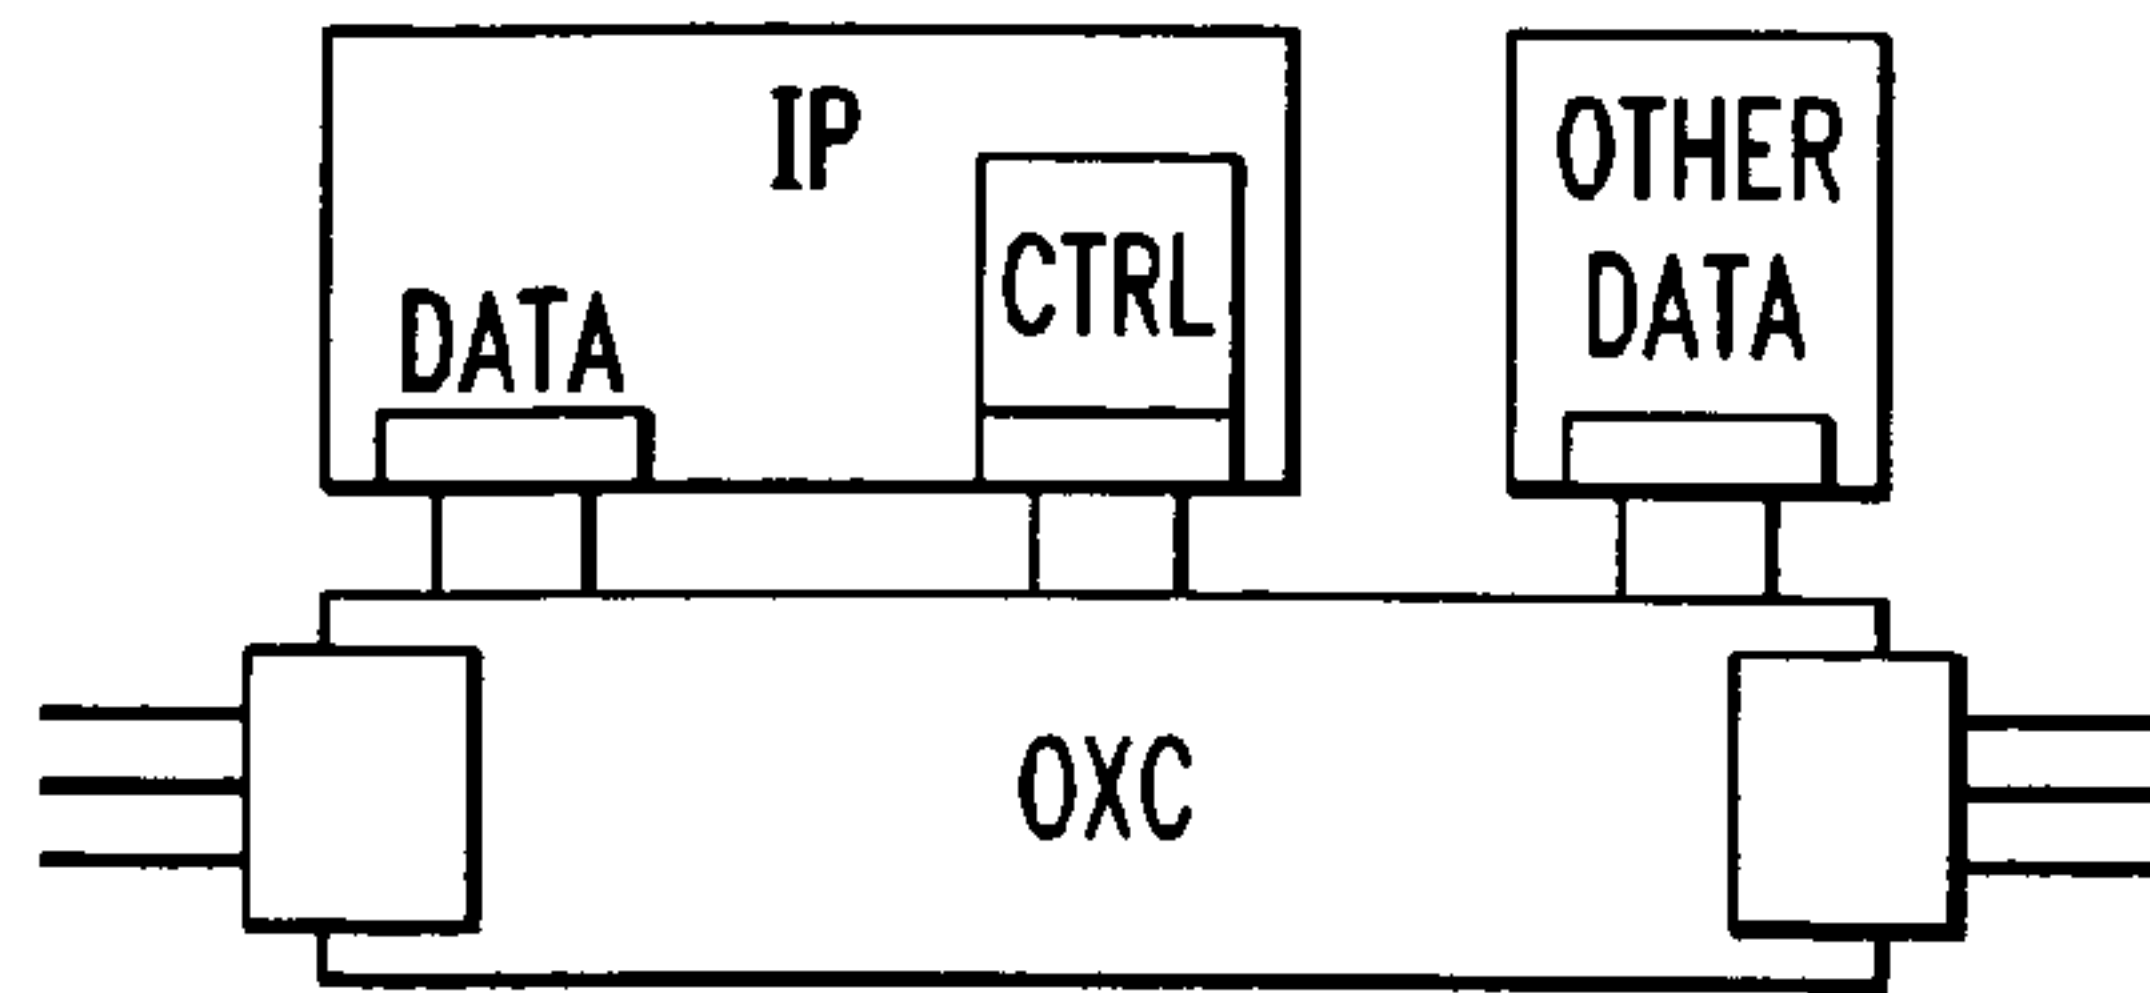 IP
CTRL
DATA
OTHER
DATA
OXC